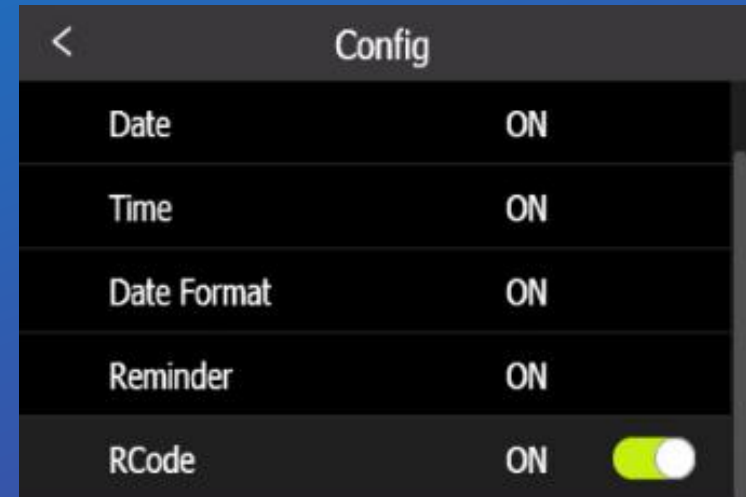 Config
Date ON
Time ON
Date Format ON
Reminder ON
RCode ON